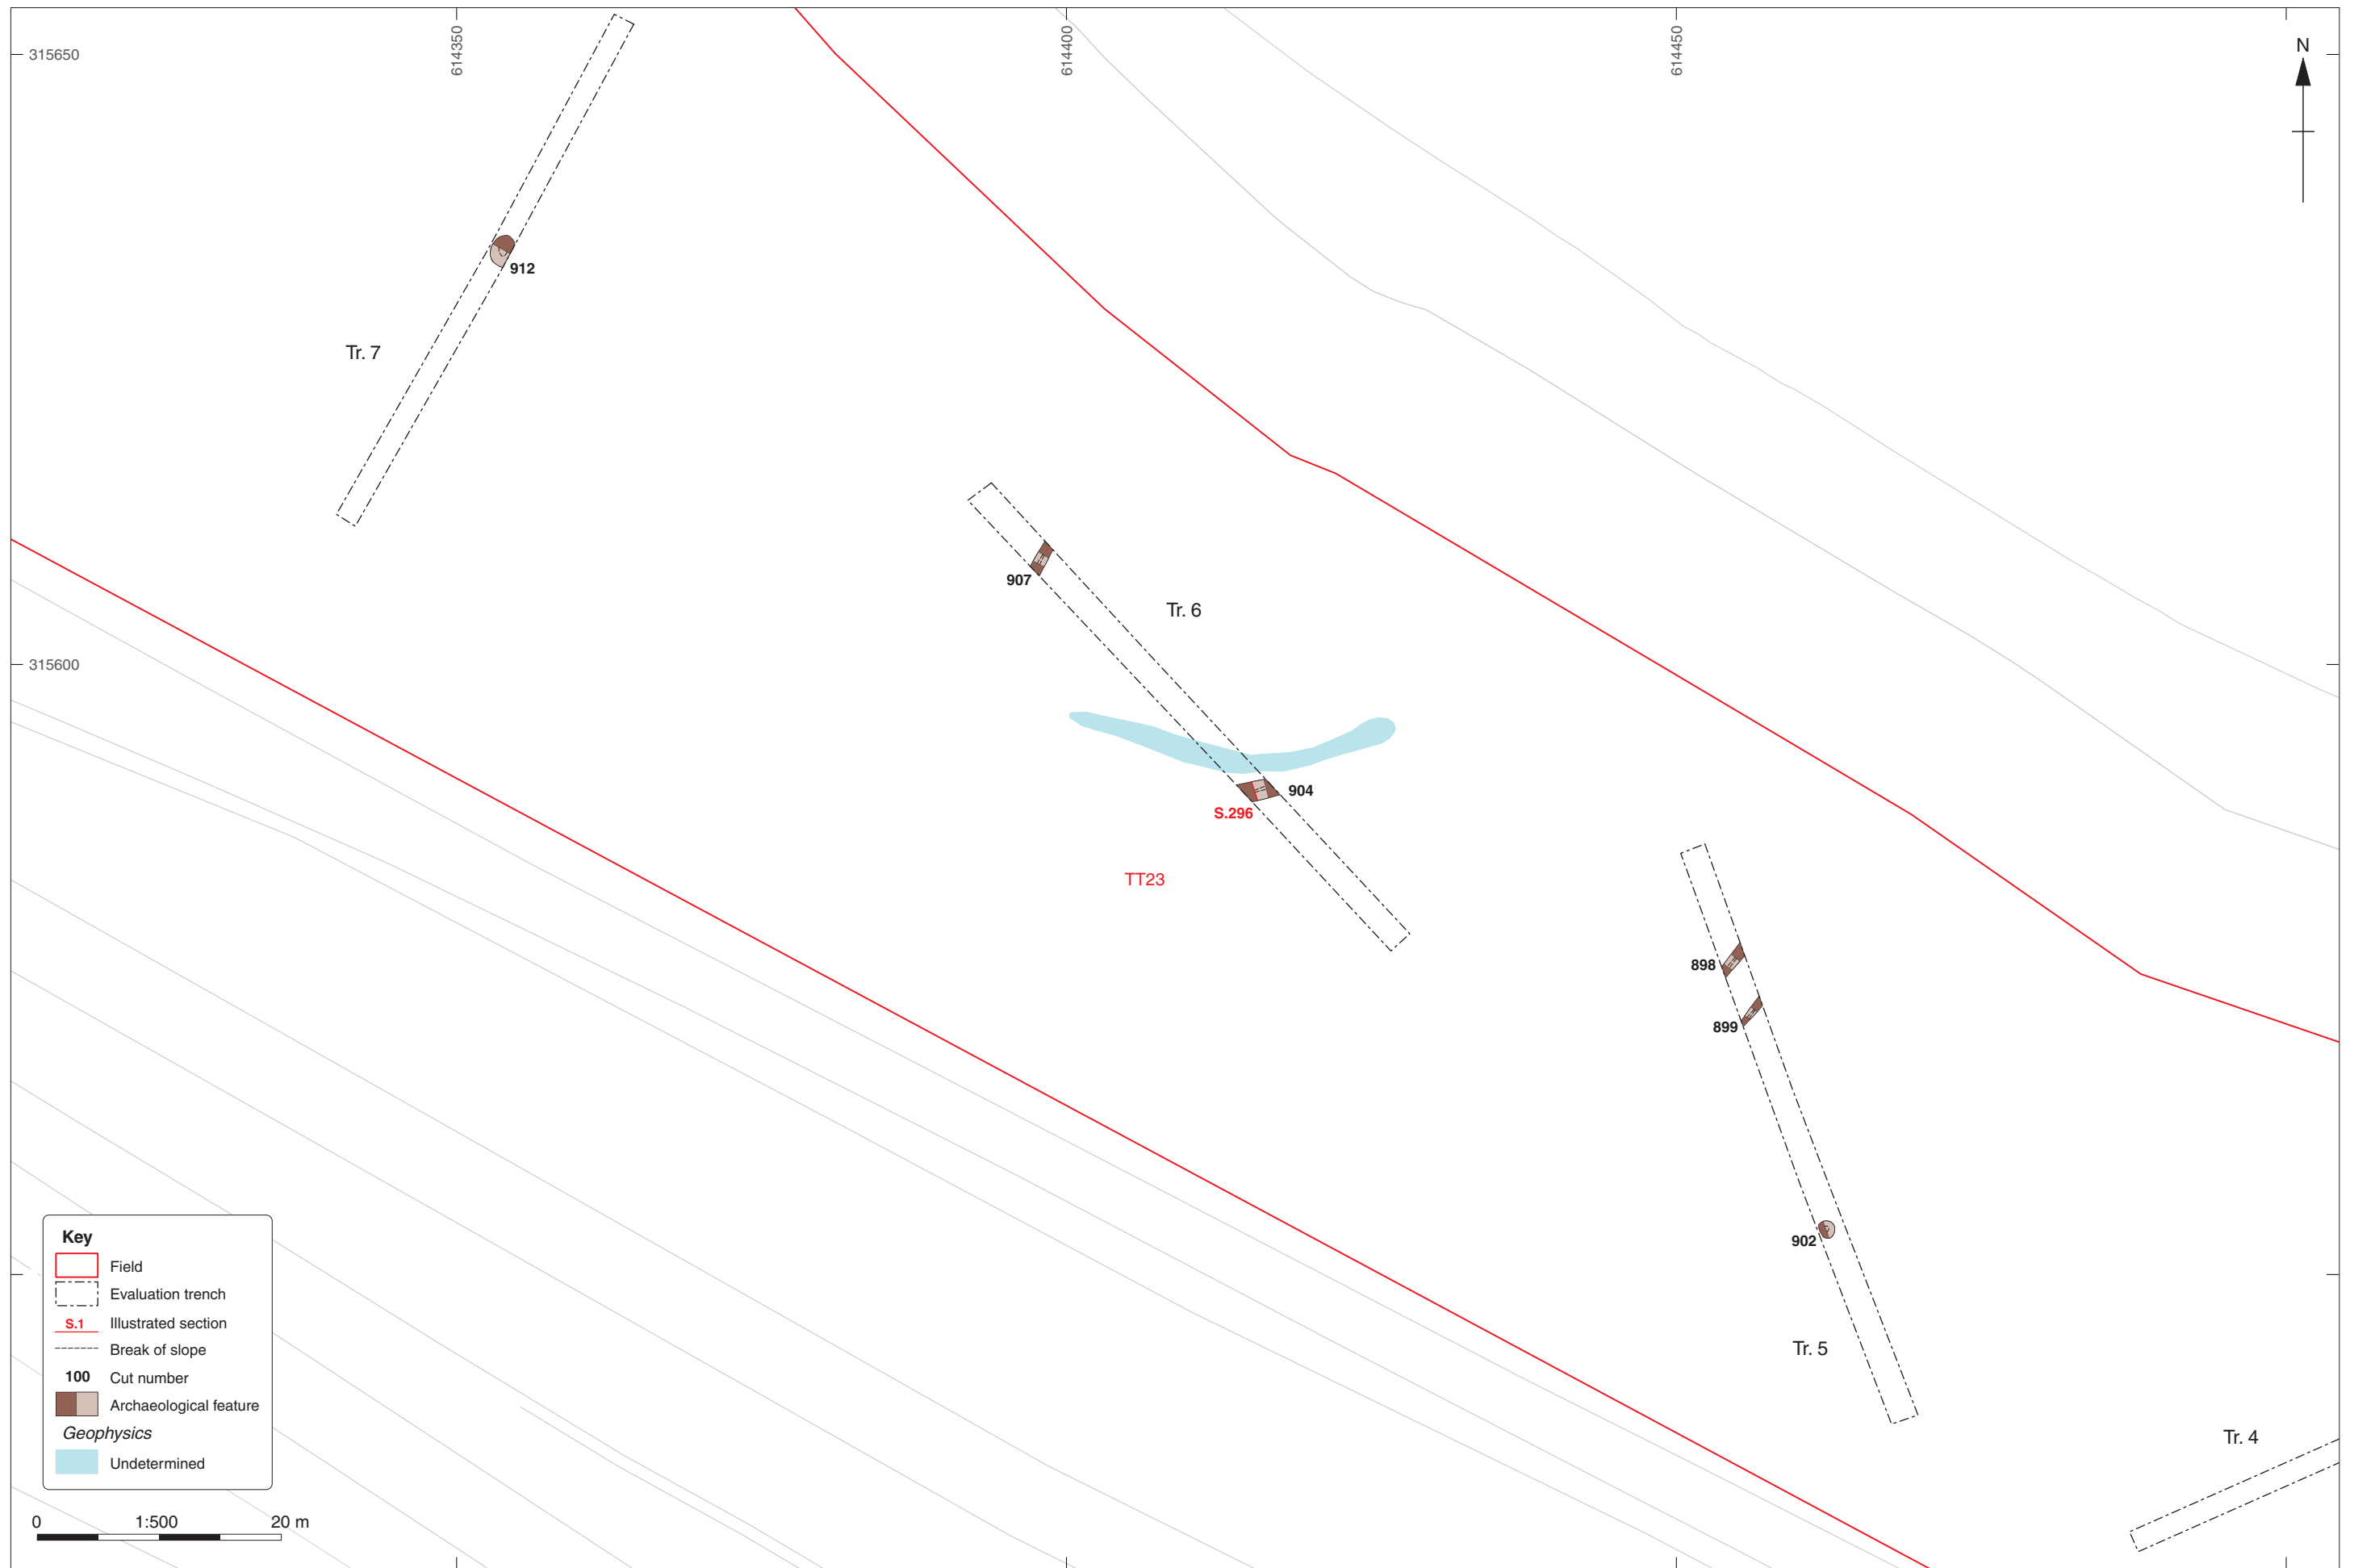 614350
614400
614450
315650
N
912
Tr. 7
907
Tr. 6
315600
904
S.296
TT23
898
899
902
Tr. 5
Tr. 4
Key
Field
Evaluation trench
S.1 Illustrated section
Break of slope
100 Cut number
Archaeological feature
Geophysics
Undetermined
0 1:500 20 m